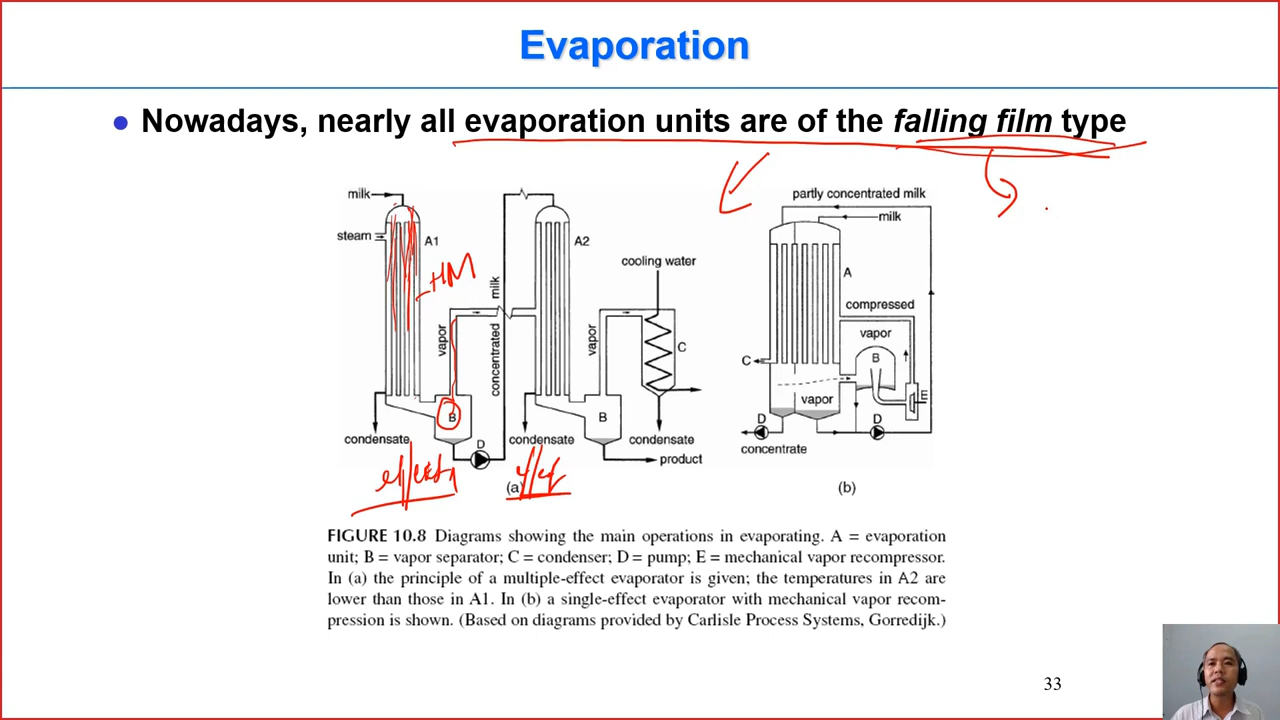 Evaporation
● Nowadays, nearly all evaporation units are of the falling film type
milk
steam
A1
HM
vapor
B
condensate
D
concentrated milk
A2
condensate
vapor
B
cooling water
C
condensate
product
(a)
partly concentrated milk
milk
A
compressed
vapor
B
C
E
vapor
D
D
concentrate
(b)
FIGURE 10.8 Diagrams showing the main operations in evaporating. A = evaporation
unit; B = vapor separator; C = condenser; D = pump; E = mechanical vapor recompressor.
In (a) the principle of a multiple-effect evaporator is given; the temperatures in A2 are
lower than those in A1. In (b) a single-effect evaporator with mechanical vapor recom-
pression is shown. (Based on diagrams provided by Carlisle Process Systems, Gorredijk.)
33